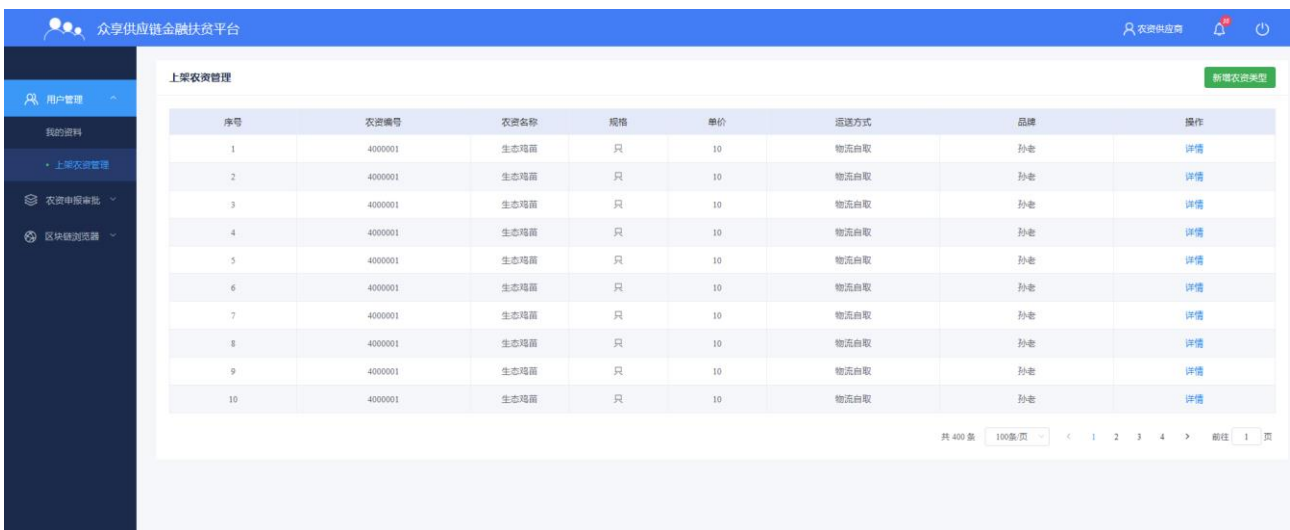 众享供应链金融扶贫平台
农资供应商
用户管理
我的资料
• 上架农资管理
农资申报审批
区块链浏览器
上架农资管理 新增农资类型
序号 农资编号 农资名称 规格 单价 运送方式 品牌 操作
1 4000001 生态鸡苗 只 10 物流自取 孙老 详情
2 4000001 生态鸡苗 只 10 物流自取 孙老 详情
3 4000001 生态鸡苗 只 10 物流自取 孙老 详情
4 4000001 生态鸡苗 只 10 物流自取 孙老 详情
5 4000001 生态鸡苗 只 10 物流自取 孙老 详情
6 4000001 生态鸡苗 只 10 物流自取 孙老 详情
7 4000001 生态鸡苗 只 10 物流自取 孙老 详情
8 4000001 生态鸡苗 只 10 物流自取 孙老 详情
9 4000001 生态鸡苗 只 10 物流自取 孙老 详情
10 4000001 生态鸡苗 只 10 物流自取 孙老 详情
共 400 条 100条/页 < 1 2 3 4 > 前往 1 页